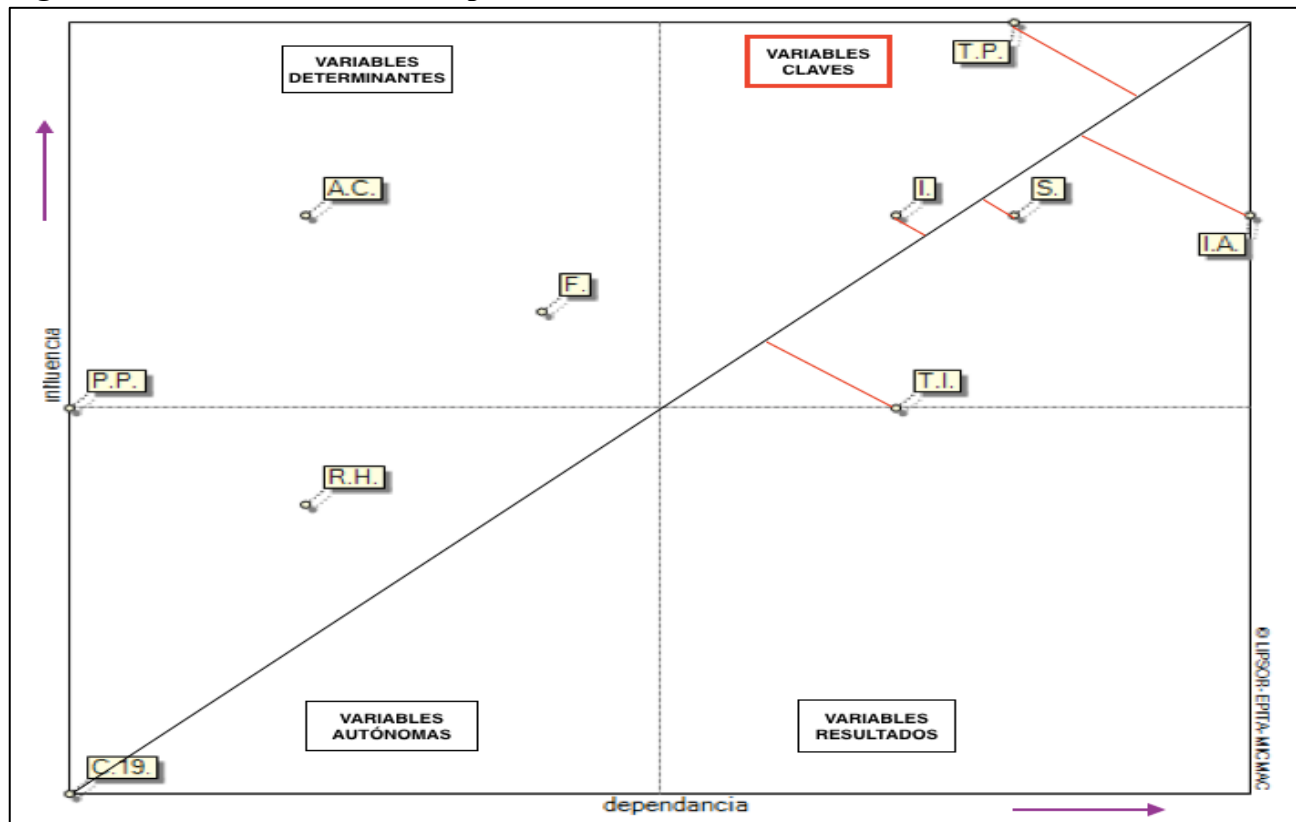 VARIABLES
DETERMINANTES
VARIABLES
CLAVES
T.P.
A.C.
I.
S.
I.A.
F.
influencia
P.P.
T.I.
R.H.
VARIABLES
AUTÓNOMAS
VARIABLES
RESULTADOS
C.19.
dependancia
© LIPSOR-EPITA-MICMAC